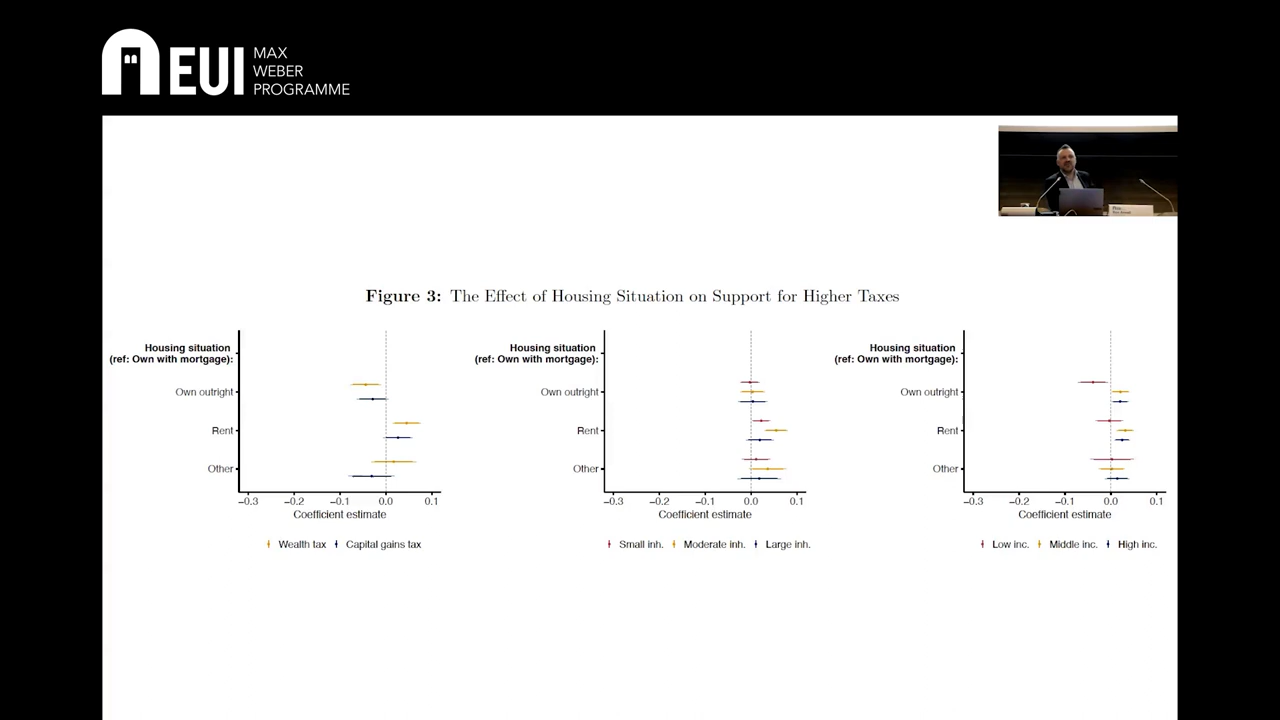 EUI
MAX
WEBER
PROGRAMME
Figure 3: The Effect of Housing Situation on Support for Higher Taxes
Housing situation
(ref: Own with mortgage):
Own outright
Rent
Other
−0.3 −0.2 −0.1 0.0 0.1
Coefficient estimate
Wealth tax Capital gains tax
Housing situation
(ref: Own with mortgage):
Own outright
Rent
Other
−0.3 −0.2 −0.1 0.0 0.1
Coefficient estimate
Small inh. Moderate inh. Large inh.
Housing situation
(ref: Own with mortgage):
Own outright
Rent
Other
−0.3 −0.2 −0.1 0.0 0.1
Coefficient estimate
Low inc. Middle inc. High inc.